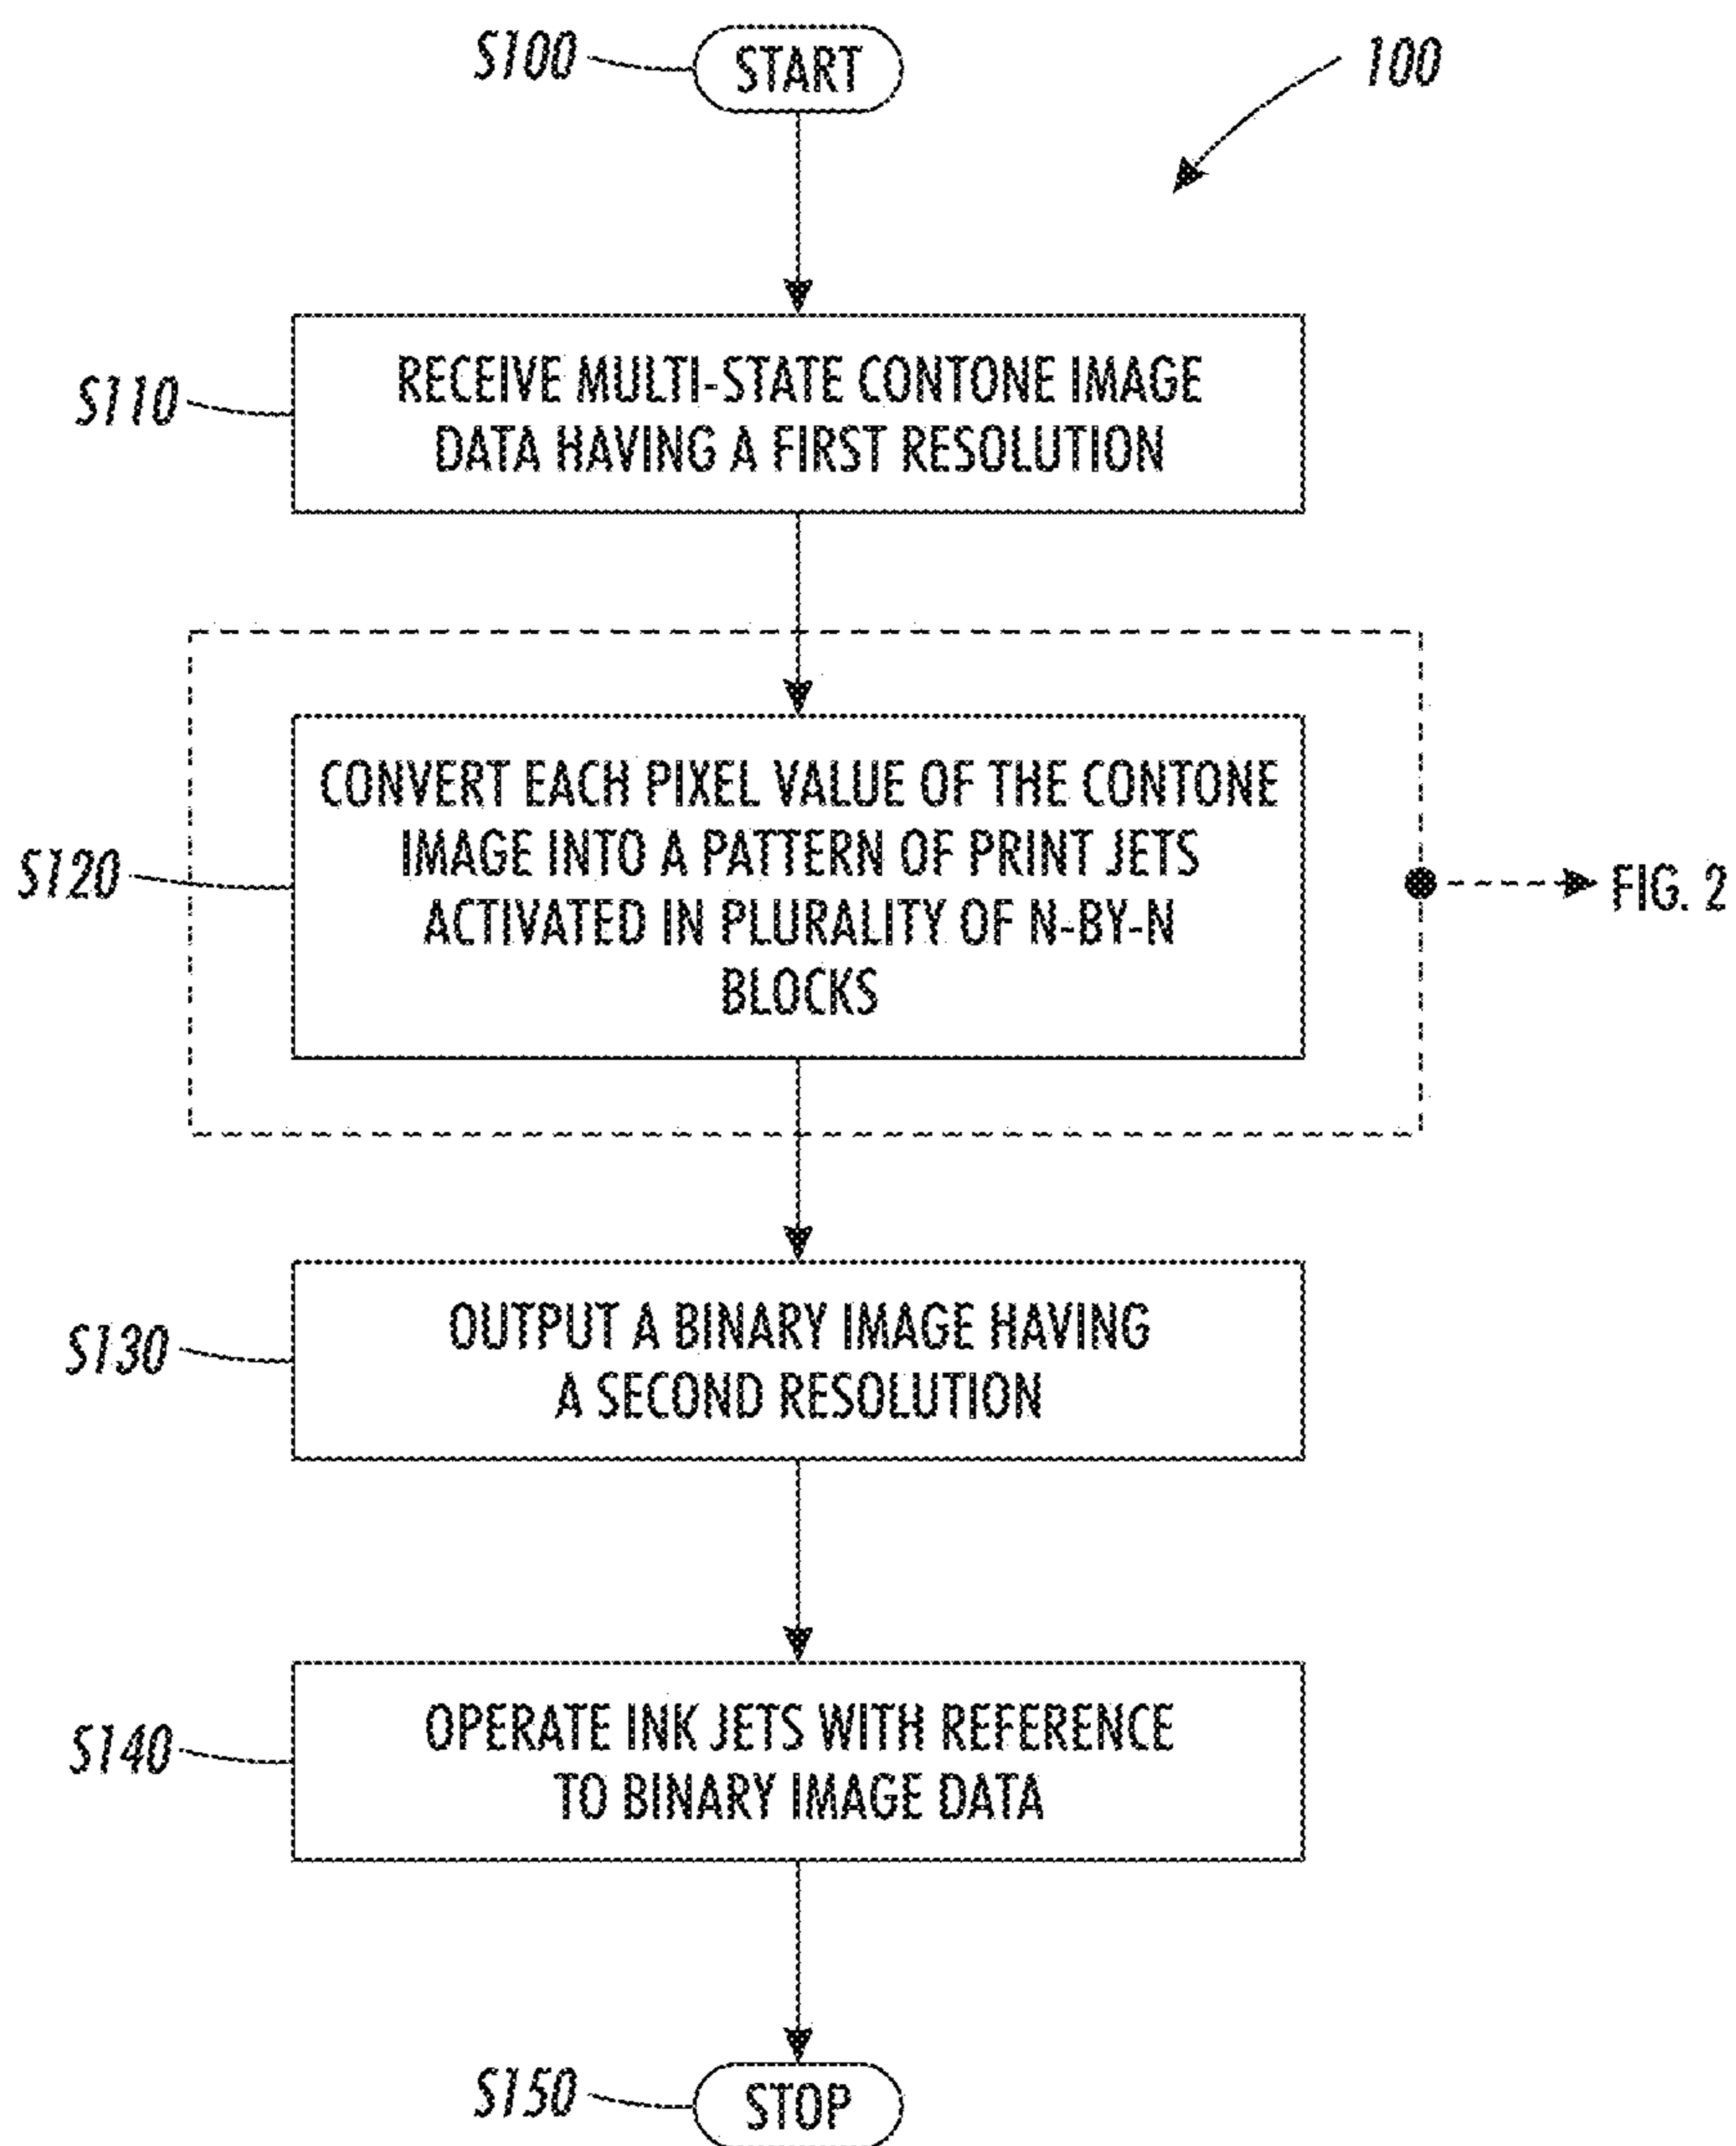 S100
START
100
S110
RECEIVE MULTI-STATE CONTONE IMAGE
DATA HAVING A FIRST RESOLUTION
S120
CONVERT EACH PIXEL VALUE OF THE CONTONE
IMAGE INTO A PATTERN OF PRINT JETS
ACTIVATED IN PLURALITY OF N-BY-N
BLOCKS
FIG. 2
S130
OUTPUT A BINARY IMAGE HAVING
A SECOND RESOLUTION
S140
OPERATE INK JETS WITH REFERENCE
TO BINARY IMAGE DATA
S150
STOP